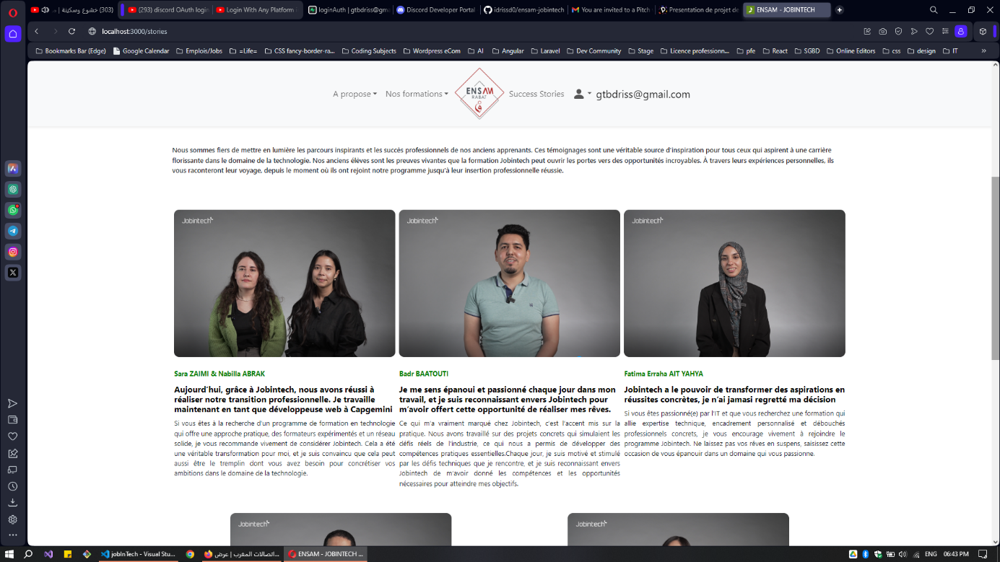 (303) خشوع وسكينة | م
(293) discord OAuth login
Login With Any Platform
loginAuth | gtbdriss@gma
Discord Developer Portal
idrissd0/ensam-jobintech
You are invited to a Pitch
Presentation de projet de
ENSAM - JOBINTECH
localhost:3000/stories
Bookmarks Bar (Edge)
Google Calendar
Emplois/Jobs
=Life=
CSS fancy-border-ra...
Coding Subjects
Wordpress eCom
AI
Angular
Laravel
Dev Community
Stage
Licence professionn...
pfe
React
SGBD
Online Editors
css
design
IT
»
A propose
Nos formations
ENSAM
RABAT
Success Stories
gtbdriss@gmail.com
Nous sommes fiers de mettre en lumière les parcours inspirants et les succès professionnels de nos anciens apprenants. Ces témoignages sont une véritable source d'inspiration pour tous ceux qui aspirent à une carrière
florissante dans le domaine de la technologie. Nos anciens élèves sont les preuves vivantes que la formation Jobintech peut ouvrir les portes vers des opportunités incroyables. À travers leurs expériences personnelles, ils
vous raconteront leur voyage, depuis le moment où ils ont rejoint notre programme jusqu'à leur insertion professionnelle réussie.
Jobintech
Jobintech
Jobintech
Sara ZAIMI & Nabilla ABRAK
Aujourd'hui, grâce à Jobintech, nous avons réussi à
réaliser notre transition professionnelle. Je travaille
maintenant en tant que développeuse web à Capgemini
Si vous êtes à la recherche d'un programme de formation en technologie
qui offre une approche pratique, des formateurs expérimentés et un réseau
solide, je vous recommande vivement de considérer Jobintech. Cela a été
une véritable transformation pour moi, et je suis convaincu que cela peut
aussi être le tremplin dont vous avez besoin pour concrétiser vos
ambitions dans le domaine de la technologie.
Badr BAATOUTI
Je me sens épanoui et passionné chaque jour dans mon
travail, et je suis reconnaissant envers Jobintech pour
m'avoir offert cette opportunité de réaliser mes rêves.
Ce qui m'a vraiment marqué chez Jobintech, c'est l'accent mis sur la
pratique. Nous avons travaillé sur des projets concrets qui simulaient les
défis réels de l'industrie, ce qui nous a permis de développer des
compétences pratiques essentielles.Chaque jour, je suis motivé et stimulé
par les défis techniques que je rencontre, et je suis reconnaissant envers
Jobintech de m'avoir donné les compétences et les opportunités
nécessaires pour atteindre mes objectifs.
Fatima Erraha AIT YAHYA
Jobintech a le pouvoir de transformer des aspirations en
réussites concrètes, je n'ai jamasi regretté ma décision
Si vous êtes passionné(e) par l'IT et que vous recherchez une formation qui
allie expertise technique, encadrement personnalisé et débouchés
professionnels concrets, je vous encourage vivement à rejoindre le
programme Jobintech. Ne laissez pas vos rêves en suspens, saisissez cette
occasion de vous épanouir dans un domaine qui vous passionne.
Jobintech
Jobintech
jobInTech - Visual Stu...
اتصالات المغرب | عرض...
ENSAM - JOBINTECH ...
ENG
06:43 PM